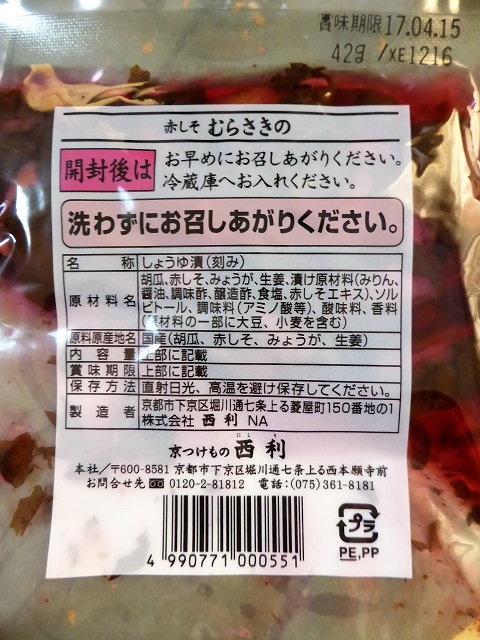 賞味期限 17.04.15
42g /XE1216
赤しそ むらさきの
開封後は
お早めにお召しあがりください。
冷蔵庫へお入れください。
洗わずにお召しあがりください。
名称 しょうゆ漬(刻み)
原材料名 胡瓜、赤しそ、みょうが、生姜、漬け原材料(みりん、
醤油、調味酢、醸造酢、食塩、赤しそエキス)、ソル
ビトール、調味料(アミノ酸等)、酸味料、香料
(原材料の一部に大豆、小麦を含む)
原料原産地名 国産(胡瓜、赤しそ、みょうが、生姜)
内容量 上部に記載
賞味期限 上部に記載
保存方法 直射日光、高温を避け保存してください。
製造者 京都市下京区堀川通七条上る菱屋町150番地の1
株式会社 西利 NA
京つけもの 西利
にし り
本社/〒600-8581 京都市下京区堀川通七条上る西本願寺前
お問合せ先 0120-2-81812 電話:(075)361-8181
4 990771 000551
プラ
PE,PP